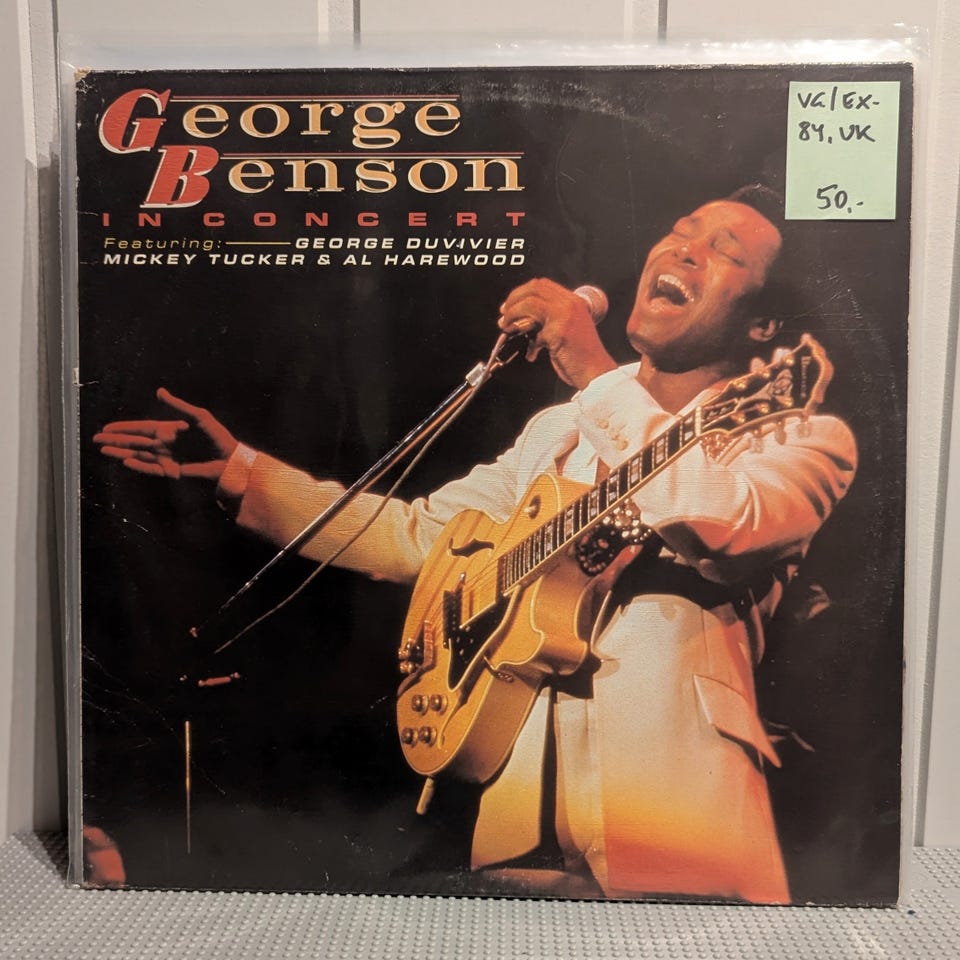 George
Benson
IN CONCERT
Featuring: GEORGE DUVIVIER
MICKEY TUCKER & AL HAREWOOD
VG/EX-
84, UK
50,-